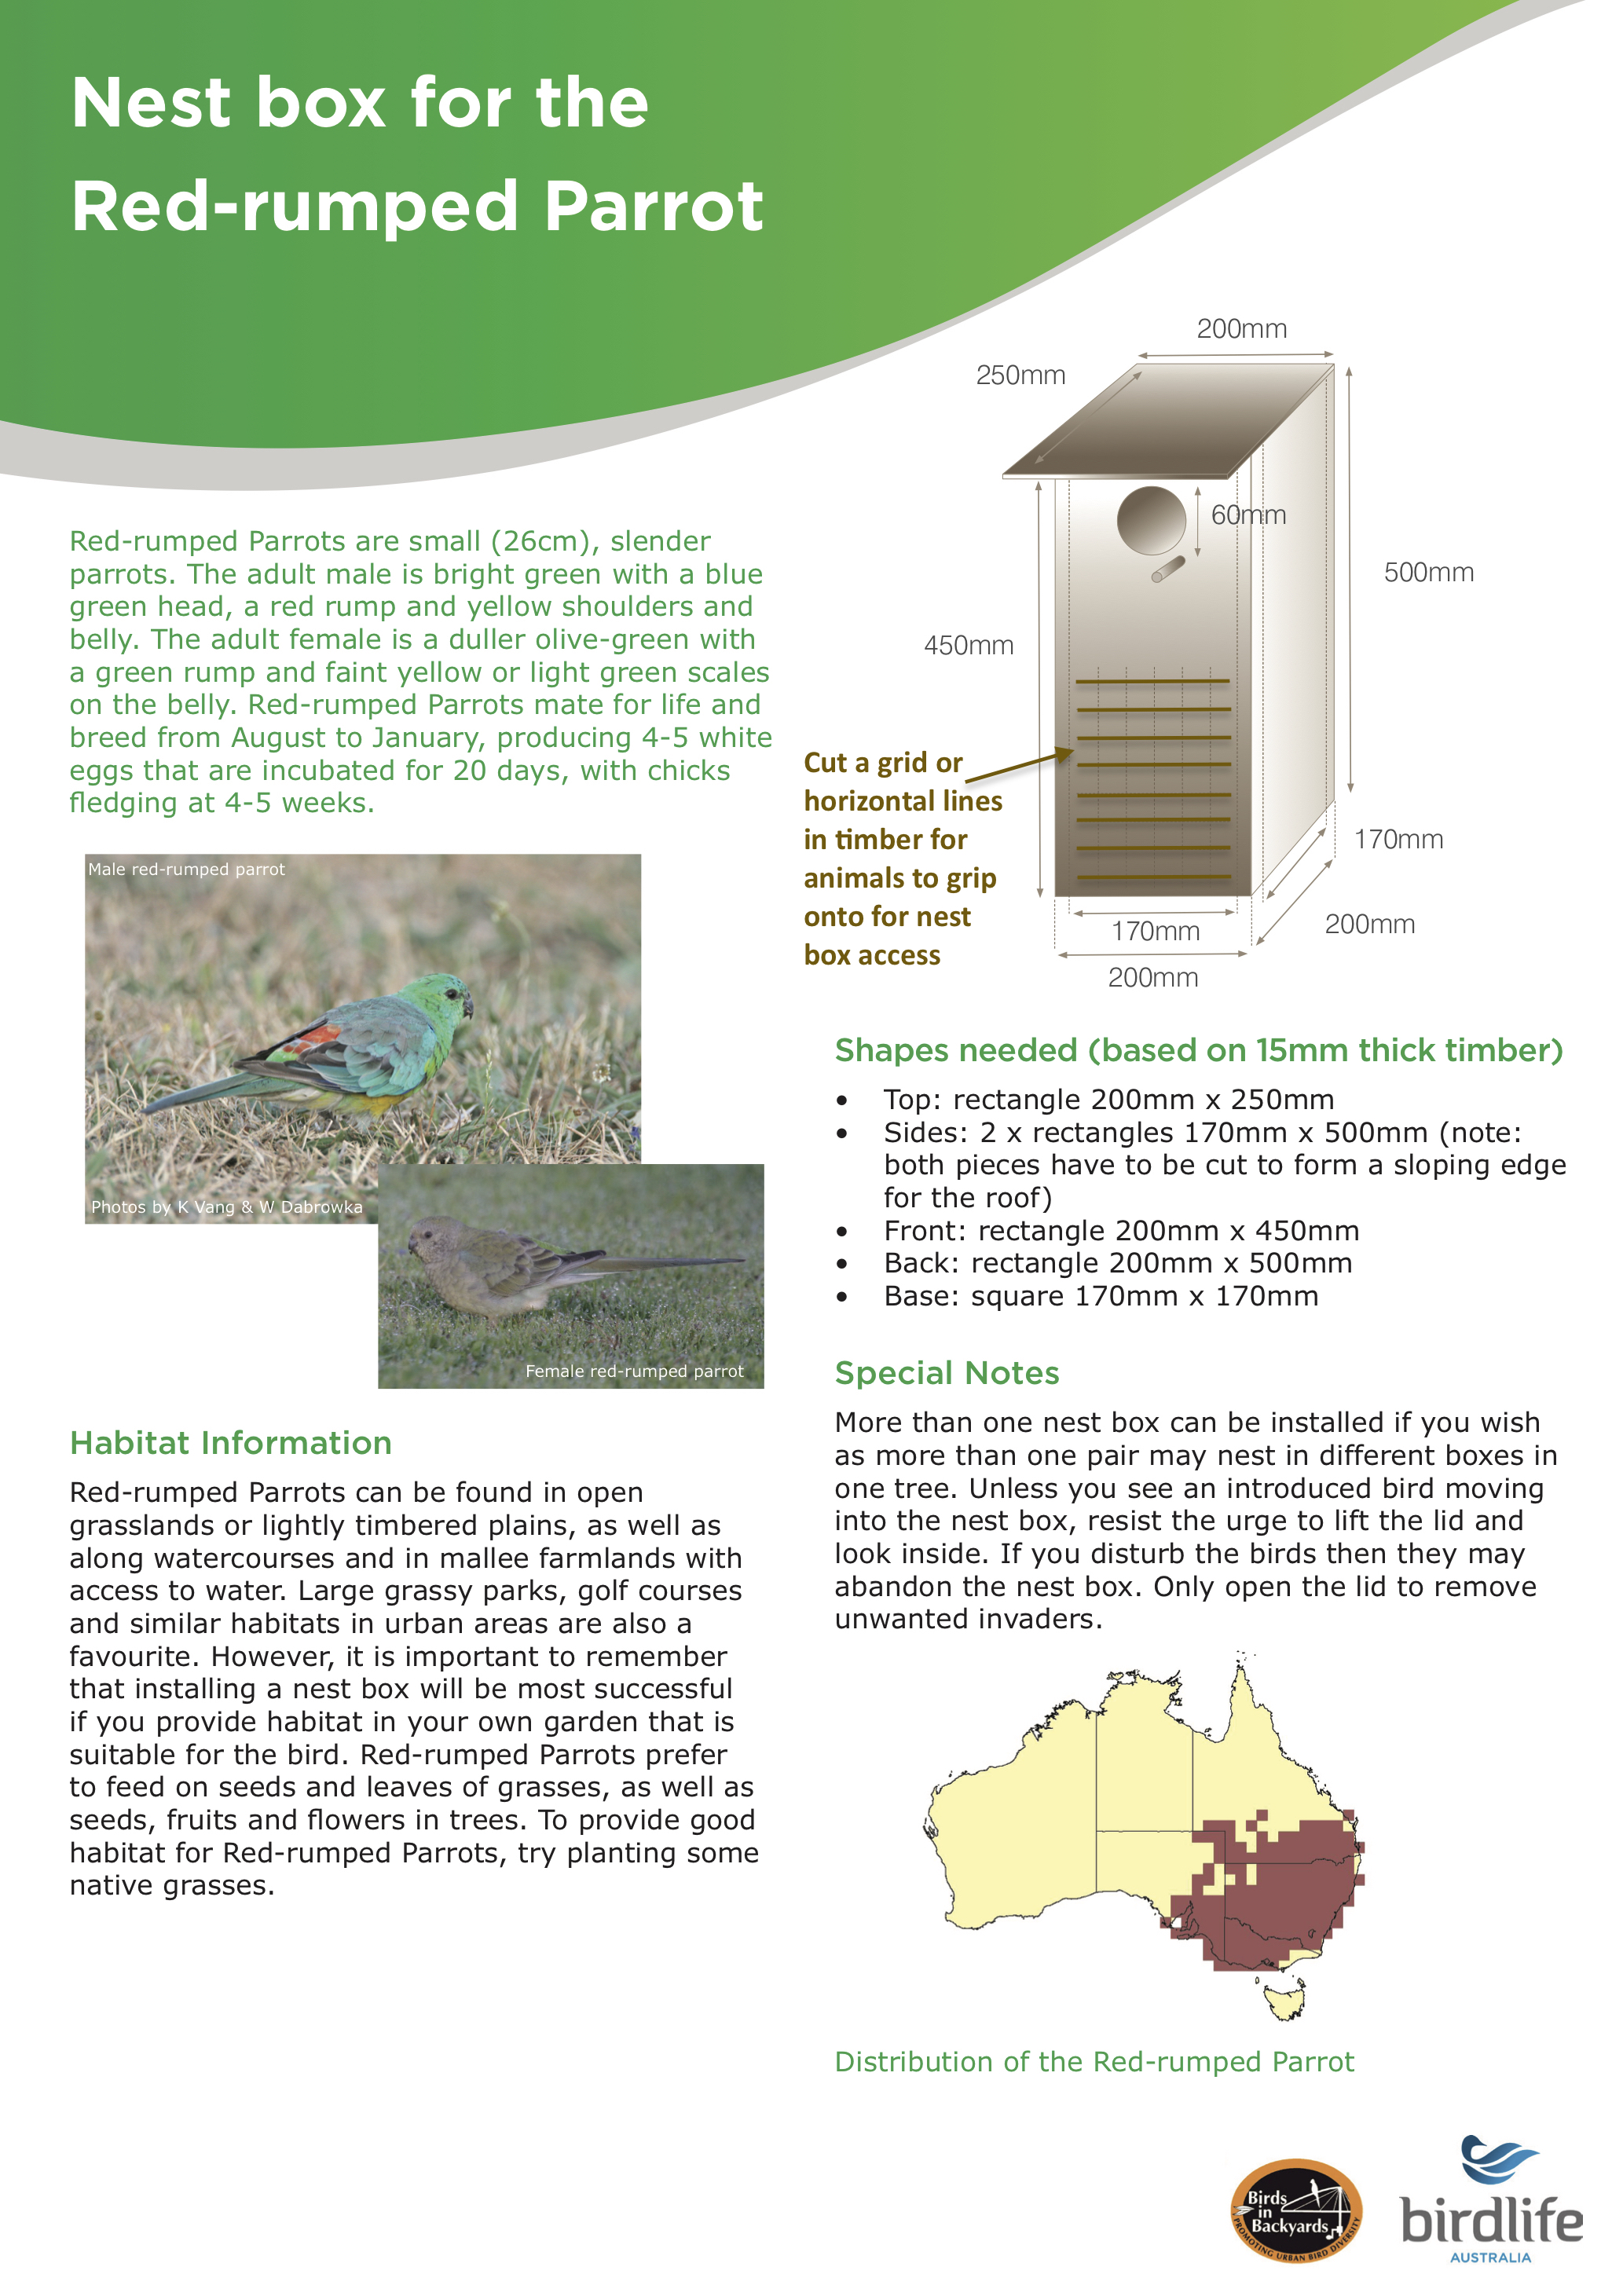 Nest box for the
Red-rumped Parrot
Red-rumped Parrots are small (26cm), slender
parrots. The adult male is bright green with a blue
green head, a red rump and yellow shoulders and
belly. The adult female is a duller olive-green with
a green rump and faint yellow or light green scales
on the belly. Red-rumped Parrots mate for life and
breed from August to January, producing 4-5 white
eggs that are incubated for 20 days, with chicks
fledging at 4-5 weeks.
Male red-rumped parrot
Photos by K Vang & W Dabrowka
Female red-rumped parrot
Habitat Information
Red-rumped Parrots can be found in open
grasslands or lightly timbered plains, as well as
along watercourses and in mallee farmlands with
access to water. Large grassy parks, golf courses
and similar habitats in urban areas are also a
favourite. However, it is important to remember
that installing a nest box will be most successful
if you provide habitat in your own garden that is
suitable for the bird. Red-rumped Parrots prefer
to feed on seeds and leaves of grasses, as well as
seeds, fruits and flowers in trees. To provide good
habitat for Red-rumped Parrots, try planting some
native grasses.
200mm
250mm
60mm
500mm
450mm
Cut a grid or
horizontal lines
in timber for
animals to grip
onto for nest
box access
170mm
200mm
170mm
200mm
Shapes needed (based on 15mm thick timber)
• Top: rectangle 200mm x 250mm
• Sides: 2 x rectangles 170mm x 500mm (note:
both pieces have to be cut to form a sloping edge
for the roof)
• Front: rectangle 200mm x 450mm
• Back: rectangle 200mm x 500mm
• Base: square 170mm x 170mm
Special Notes
More than one nest box can be installed if you wish
as more than one pair may nest in different boxes in
one tree. Unless you see an introduced bird moving
into the nest box, resist the urge to lift the lid and
look inside. If you disturb the birds then they may
abandon the nest box. Only open the lid to remove
unwanted invaders.
Distribution of the Red-rumped Parrot
Birds
in
Backyards
PROMOTING URBAN BIRD DIVERSITY
birdlife
AUSTRALIA